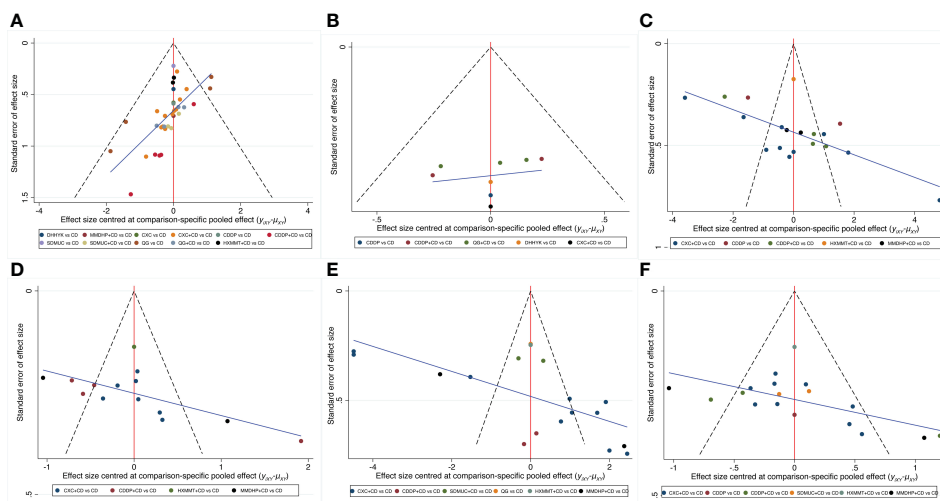 A
Standard error of effect size
0
.5
1
1.5
-4
-2
0
2
4
Effect size centred at comparison-specific pooled effect (yiXY-μXY)
DHHYK vs CD
MMDHP+CD vs CD
CXC vs CD
CXC+CD vs CD
CDDP vs CD
CDDP+CD vs CD
SDMUC vs CD
SDMUC+CD vs CD
QG vs CD
QG+CD vs CD
HXMMT+CD vs CD
B
Standard error of effect size
0
-.5
0
.5
Effect size centred at comparison-specific pooled effect (yiXY-μXY)
CDDP vs CD
CDDP+CD vs CD
QG+CD vs CD
DHHYK vs CD
CXC+CD vs CD
C
Standard error of effect size
0
.5
1
-4
-2
0
2
4
Effect size centred at comparison-specific pooled effect (yiXY-μXY)
CXC+CD vs CD
CDDP vs CD
CDDP+CD vs CD
HXMMT+CD vs CD
MMDHP+CD vs CD
D
Standard error of effect size
0
.5
-1
0
1
2
Effect size centred at comparison-specific pooled effect (yiXY-μXY)
CXC+CD vs CD
CDDP+CD vs CD
HXMMT+CD vs CD
MMDHP+CD vs CD
E
Standard error of effect size
0
.5
-4
-2
0
2
Effect size centred at comparison-specific pooled effect (yiXY-μXY)
CXC+CD vs CD
CDDP+CD vs CD
SDMUC+CD vs CD
QG vs CD
HXMMT+CD vs CD
MMDHP+CD vs CD
F
Standard error of effect size
0
.5
-1
-.5
0
.5
1
Effect size centred at comparison-specific pooled effect (yiXY-μXY)
CXC+CD vs CD
CDDP vs CD
CDDP+CD vs CD
SDMUC+CD vs CD
HXMMT+CD vs CD
MMDHP+CD vs CD